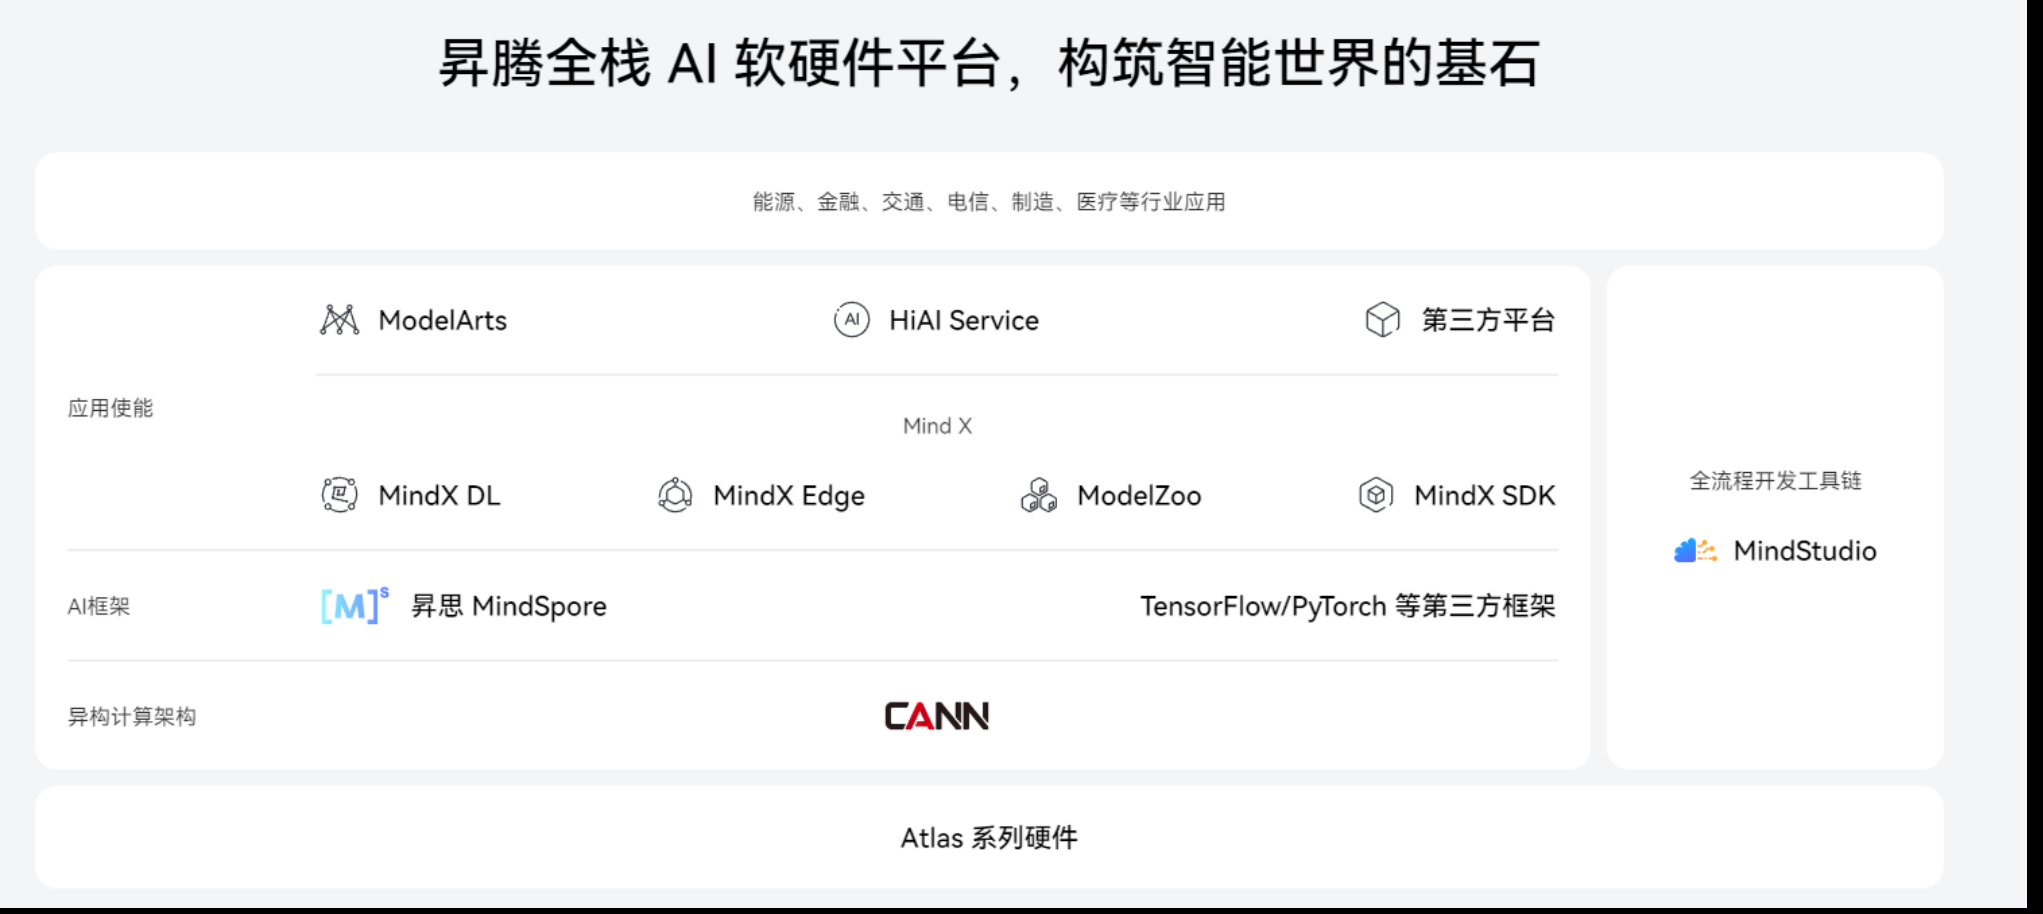 昇腾全栈 AI 软硬件平台，构筑智能世界的基石
能源、金融、交通、电信、制造、医疗等行业应用
应用使能
ModelArts
AI
HiAI Service
第三方平台
Mind X
MindX DL
MindX Edge
ModelZoo
MindX SDK
AI框架
[M]s
昇思 MindSpore
TensorFlow/PyTorch 等第三方框架
异构计算架构
CANN
全流程开发工具链
MindStudio
Atlas 系列硬件